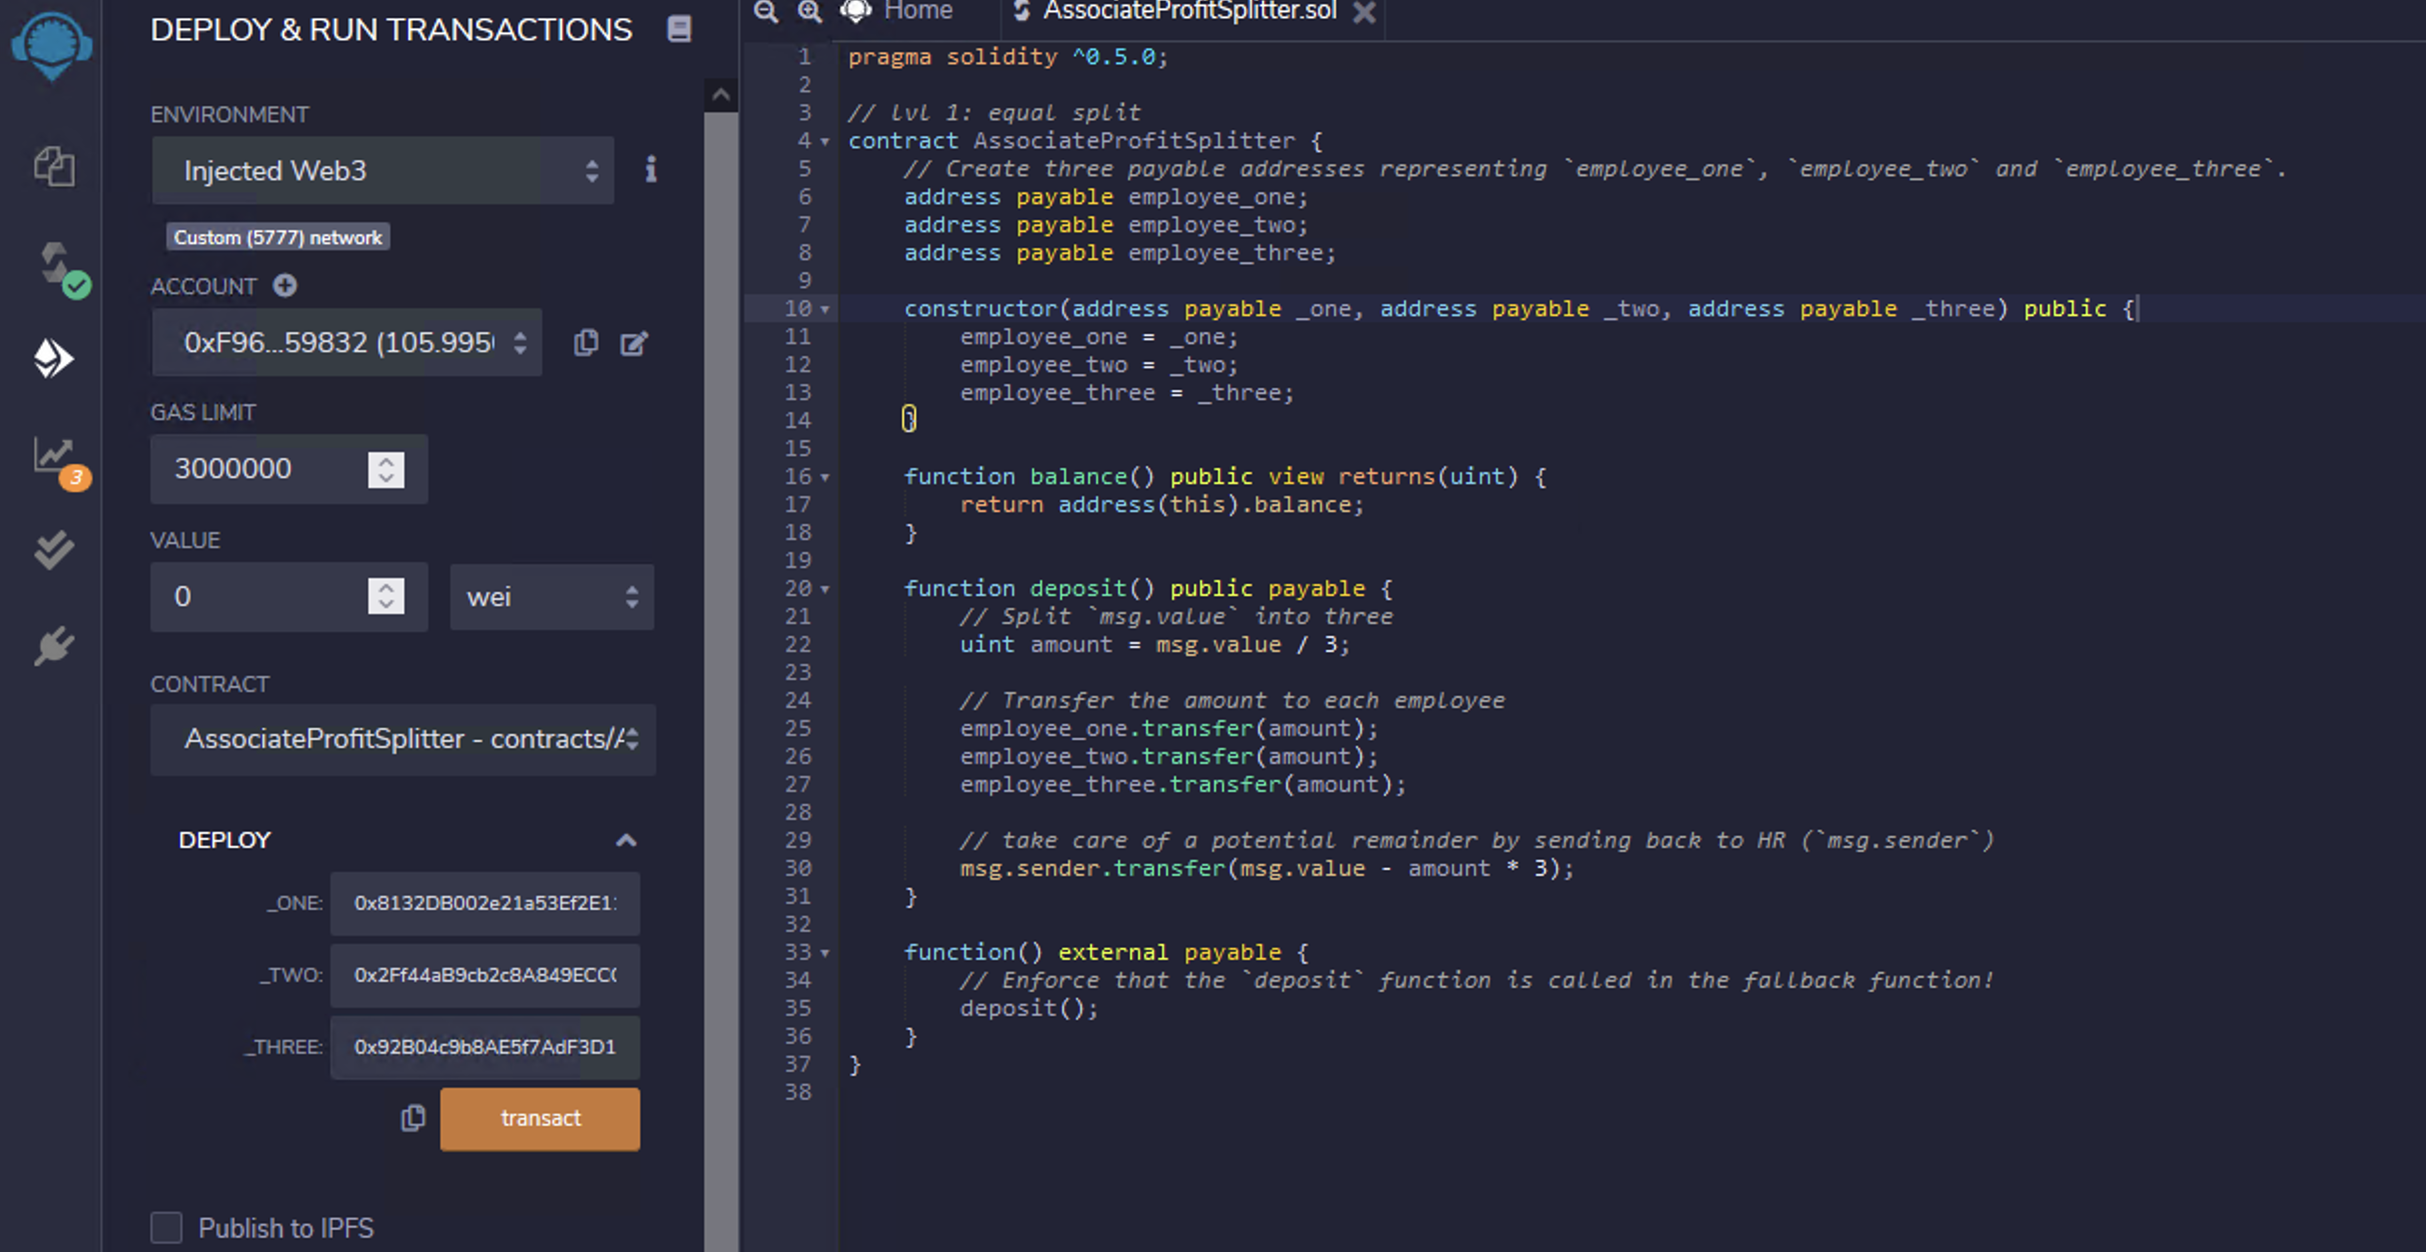 DEPLOY & RUN TRANSACTIONS
ENVIRONMENT
Injected Web3
Custom (5777) network
ACCOUNT
0xF96...59832 (105.995
GAS LIMIT
3000000
VALUE
0
wei
CONTRACT
AssociateProfitSplitter - contracts//A
DEPLOY
_ONE: 0x8132DB002e21a53Ef2E1
_TWO: 0x2Ff44aB9cb2c8A849ECC
_THREE: 0x92B04c9b8AE5f7AdF3D1
transact
Publish to IPFS
3
Home
AssociateProfitSplitter.sol
1 pragma solidity ^0.5.0;
2
3 // lvl 1: equal split
4 contract AssociateProfitSplitter {
5 // Create three payable addresses representing `employee_one`, `employee_two` and `employee_three`.
6 address payable employee_one;
7 address payable employee_two;
8 address payable employee_three;
9
10 constructor(address payable _one, address payable _two, address payable _three) public {
11 employee_one = _one;
12 employee_two = _two;
13 employee_three = _three;
14 }
15
16 function balance() public view returns(uint) {
17 return address(this).balance;
18 }
19
20 function deposit() public payable {
21 // Split `msg.value` into three
22 uint amount = msg.value / 3;
23
24 // Transfer the amount to each employee
25 employee_one.transfer(amount);
26 employee_two.transfer(amount);
27 employee_three.transfer(amount);
28
29 // take care of a potential remainder by sending back to HR (`msg.sender`)
30 msg.sender.transfer(msg.value - amount * 3);
31 }
32
33 function() external payable {
34 // Enforce that the `deposit` function is called in the fallback function!
35 deposit();
36 }
37 }
38